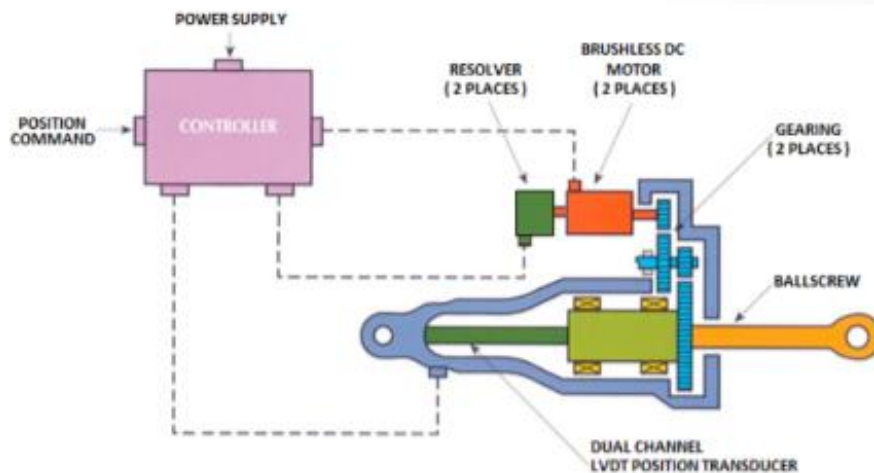 POWER SUPPLY
POSITION
COMMAND
CONTROLLER
RESOLVER
( 2 PLACES )
BRUSHLESS DC
MOTOR
( 2 PLACES )
GEARING
( 2 PLACES )
BALLSCREW
DUAL CHANNEL
LVDT POSITION TRANSDUCER